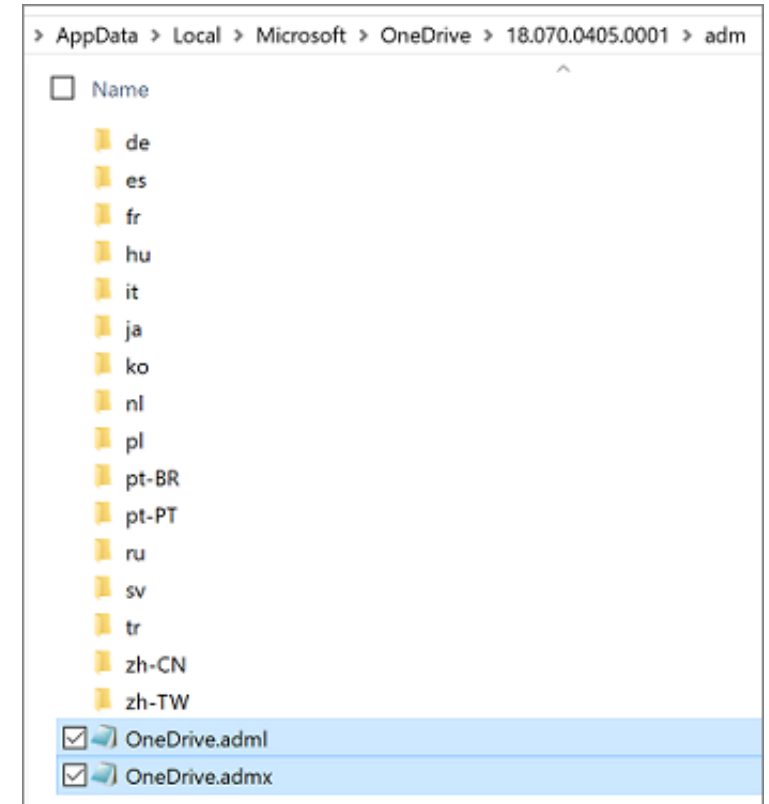 > AppData > Local > Microsoft > OneDrive > 18.070.0405.0001 > adm
Name
de
es
fr
hu
it
ja
ko
nl
pl
pt-BR
pt-PT
ru
sv
tr
zh-CN
zh-TW
OneDrive.adml
OneDrive.admx